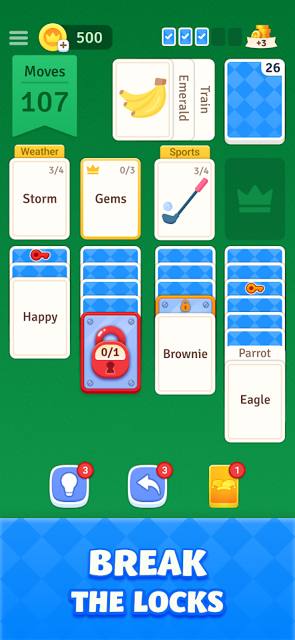 500
+3
Moves
107
Emerald
Train
26
Weather
Sports
3/4
Storm
0/3
Gems
3/4
Happy
0/1
Brownie
Parrot
Eagle
3
3
1
BREAK
THE LOCKS